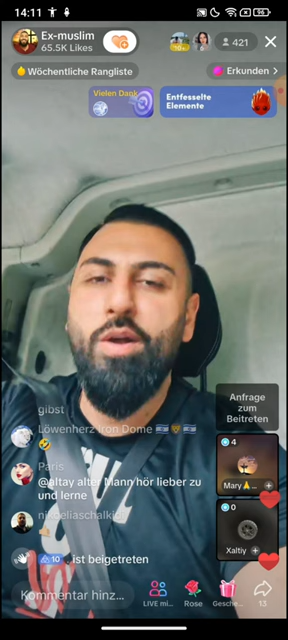 14:11
96
Ex-muslim
65.5K Likes
421
Wöchentliche Rangliste
Erkunden
Vielen Dank
Entfesselte
Elemente
gibst
Löwenherz Iron Dome
Paris
@altay alter Mann hör lieber zu
und lerne
10
ist beigetreten
Anfrage
zum
Beitreten
4
Mary
0
Xaltiy
Kommentar hinz...
LIVE mi...
Rose
Gesche...
13